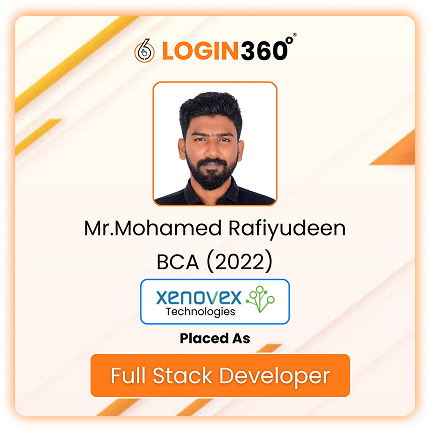 LOGIN360
Mr.Mohamed Rafiyudeen
BCA (2022)
xenovex
Technologies
Placed As
Full Stack Developer